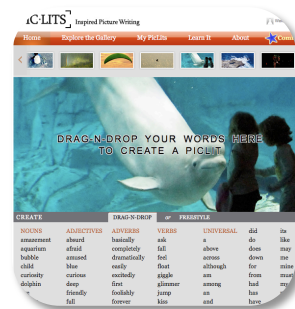 iC·LITS Inspired Picture Writing
Home Explore the Gallery My PicLits Learn It About
DRAG-N-DROP YOUR WORDS HERE
TO CREATE A PICLIT
CREATE DRAG-N-DROP or FREESTYLE
NOUNS ADJECTIVES ADVERBS VERBS UNIVERSAL did its
amazement absurd basically ask a do like
aquarium afraid completely fall above does may
bubble amused dramatically feel across down me
child blue easily float although for mine
curiosity curious excitedly giggle am from must
dolphin deep first glimmer among had my
friendly foolishly jump an has
full forever kiss and have